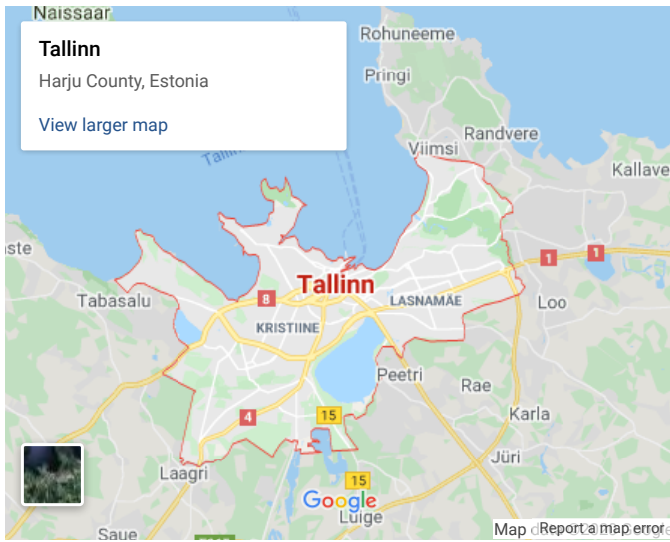 Naissaar
Tallinn
Harju County, Estonia
View larger map
Rohuneeme
Pringi
Randvere
Viimsi
Kallave
ste
1
1
Tabasalu
8
Tallinn
LASNAMÄE
Loo
KRISTIINE
Peetri
Rae
4
15
Karla
Laagri
Jüri
15
Google
Luige
Saue
Map
Report a map error